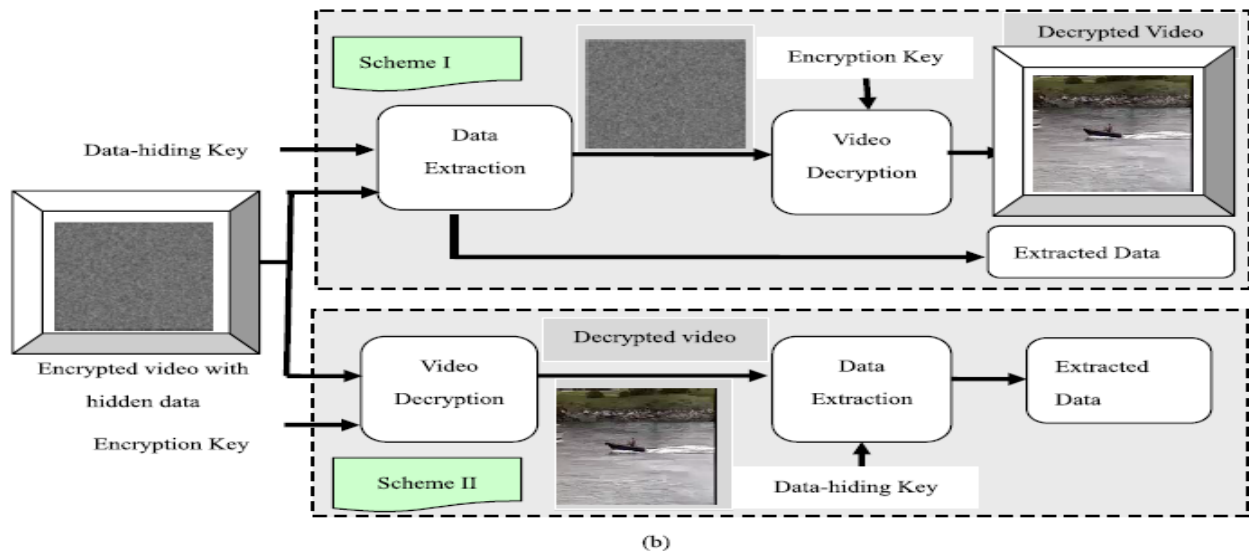 Scheme I
Data
Extraction
Encryption Key
Video
Decryption
Decrypted Video
Data-hiding Key
Extracted Data
Encrypted video with
hidden data
Encryption Key
Video
Decryption
Decrypted video
Data
Extraction
Extracted
Data
Scheme II
Data-hiding Key
(b)